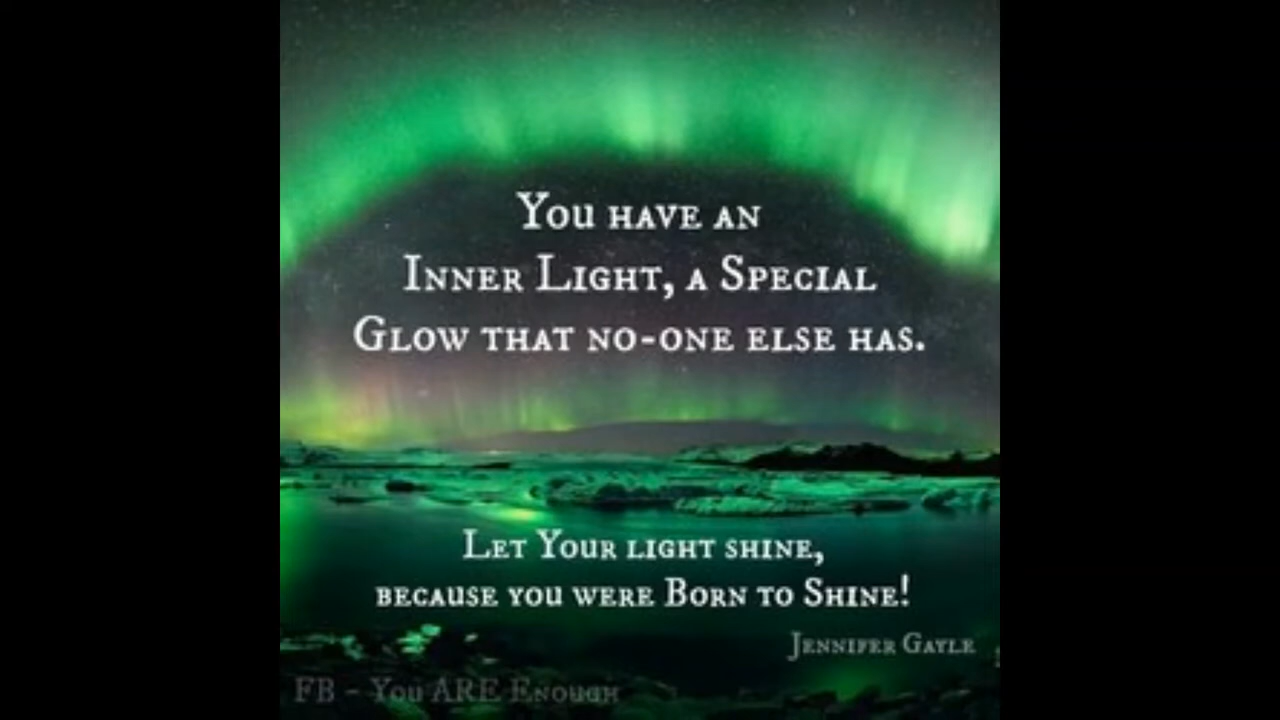 You have an
Inner Light, a Special
Glow that no-one else has.
Let Your light shine,
because you were Born to Shine!
Jennifer Gayle
FB - You ARE Enough